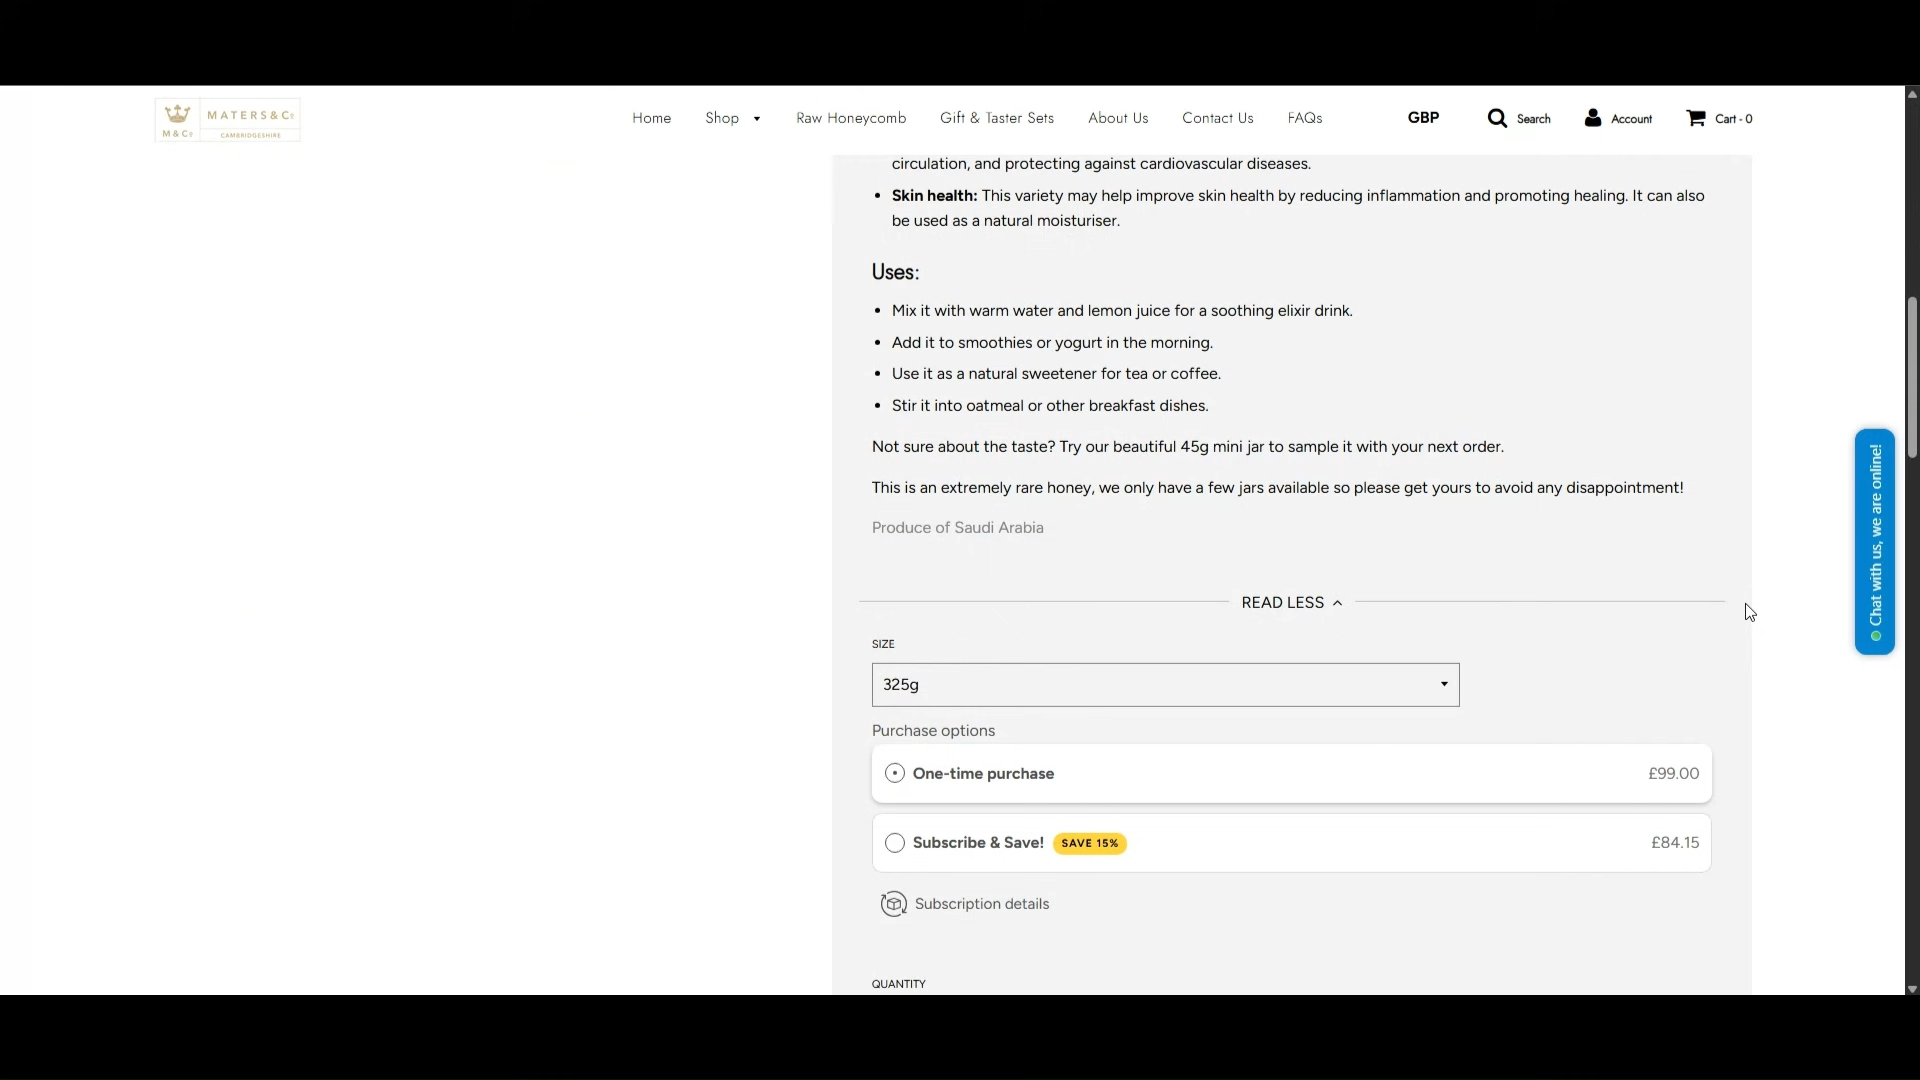 MATERS&Co
M&Co
CAMBRIDGESHIRE
Home
Shop
Raw Honeycomb
Gift & Taster Sets
About Us
Contact Us
FAQs
GBP
Search
Account
Cart - 0
circulation, and protecting against cardiovascular diseases.
Skin health: This variety may help improve skin health by reducing inflammation and promoting healing. It can also
be used as a natural moisturiser.
Uses:
Mix it with warm water and lemon juice for a soothing elixir drink.
Add it to smoothies or yogurt in the morning.
Use it as a natural sweetener for tea or coffee.
Stir it into oatmeal or other breakfast dishes.
Not sure about the taste? Try our beautiful 45g mini jar to sample it with your next order.
This is an extremely rare honey, we only have a few jars available so please get yours to avoid any disappointment!
Produce of Saudi Arabia
READ LESS
SIZE
325g
Purchase options
One-time purchase £99.00
Subscribe & Save! SAVE 15% £84.15
Subscription details
QUANTITY
Chat with us, we are online!